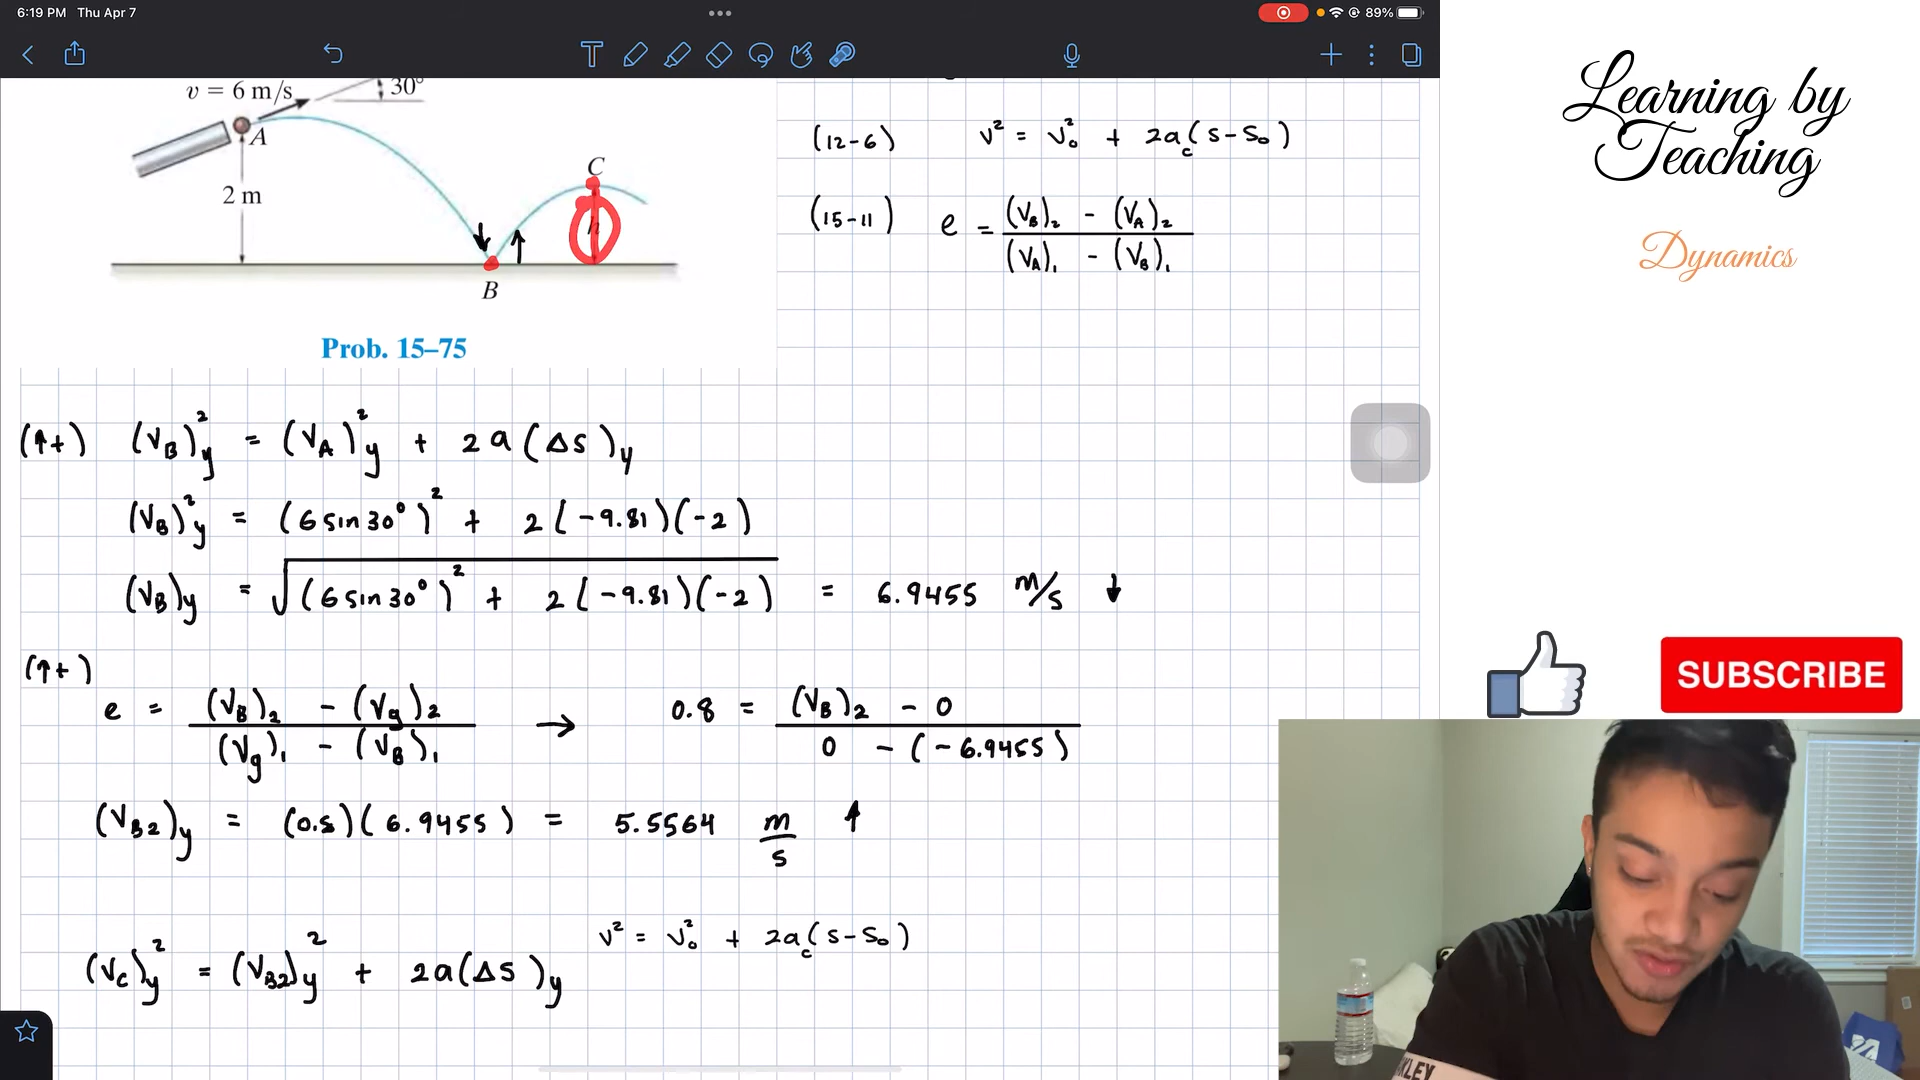 6:19 PM Thu Apr 7
89%
v = 6 m/s
30°
A
C
2 m
h
B
Prob. 15–75
(12-6) v² = v₀² + 2a_c(s-s₀)
(15-11) e = ((V_B)₂ - (V_A)₂) / ((V_A)₁ - (V_B)₁)
(↑+) (V_B)²_y = (V_A)²_y + 2a(Δs)_y
(V_B)²_y = (6 sin 30°)² + 2(-9.81)(-2)
(V_B)_y = √((6 sin 30°)² + 2(-9.81)(-2)) = 6.9455 m/s ↓
(↑+)
e = ((V_B)₂ - (V_g)₂) / ((V_g)₁ - (V_B)₁) → 0.8 = ((V_B)₂ - 0) / (0 - (-6.9455))
(V_B2)_y = (0.8)(6.9455) = 5.5564 m/s ↑
v² = v₀² + 2a_c(s-s₀)
(V_C)²_y = (V_B2)²_y + 2a(Δs)_y
Learning by
Teaching
Dynamics
SUBSCRIBE